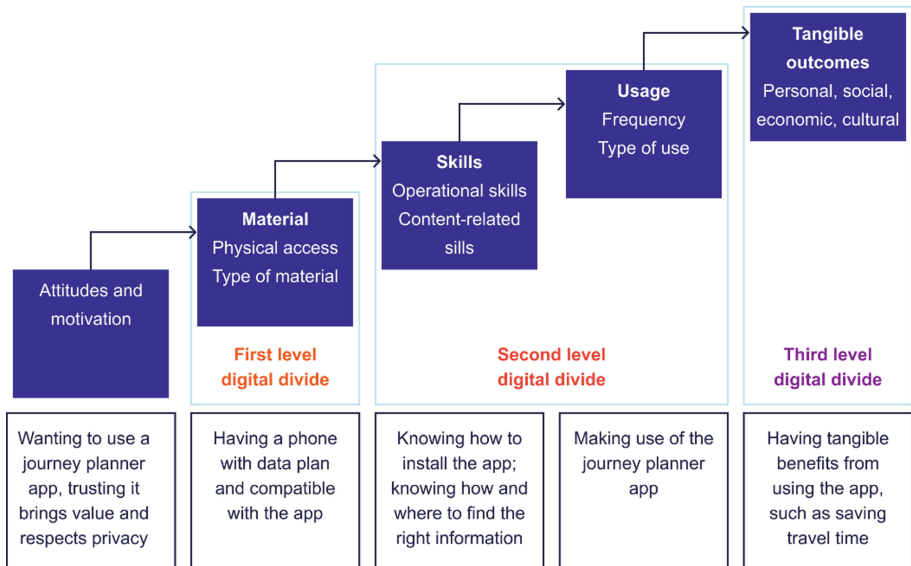 Tangible
outcomes
Personal, social,
economic, cultural
Usage
Frequency
Type of use
Skills
Operational skills
Content-related
sills
Material
Physical access
Type of material
Attitudes and
motivation
First level
digital divide
Second level
digital divide
Third level
digital divide
Wanting to use a
journey planner
app, trusting it
brings value and
respects privacy
Having a phone
with data plan
and compatible
with the app
Knowing how to
install the app;
knowing how and
where to find the
right information
Making use of the
journey planner
app
Having tangible
benefits from
using the app,
such as saving
travel time